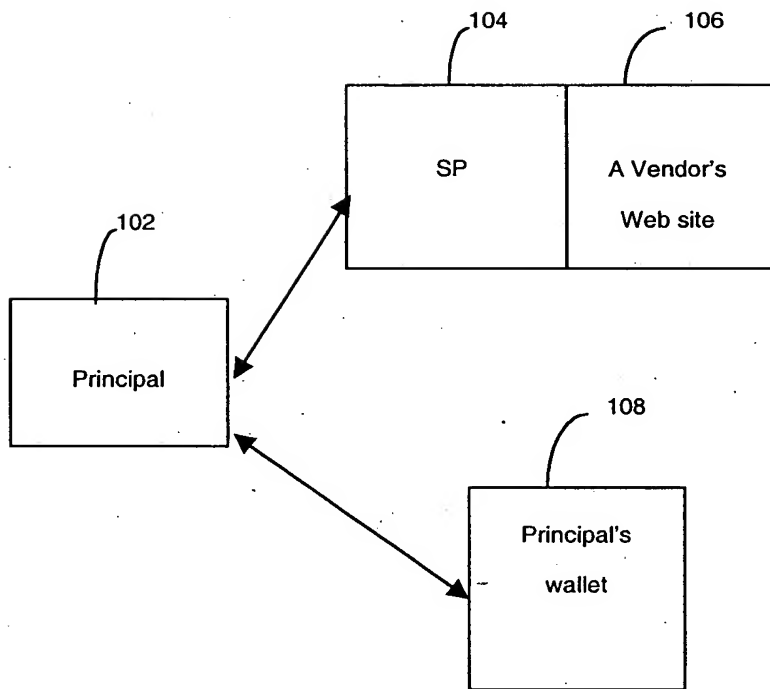 104
106
SP
A Vendor's
Web site
102
Principal
108
Principal's
wallet